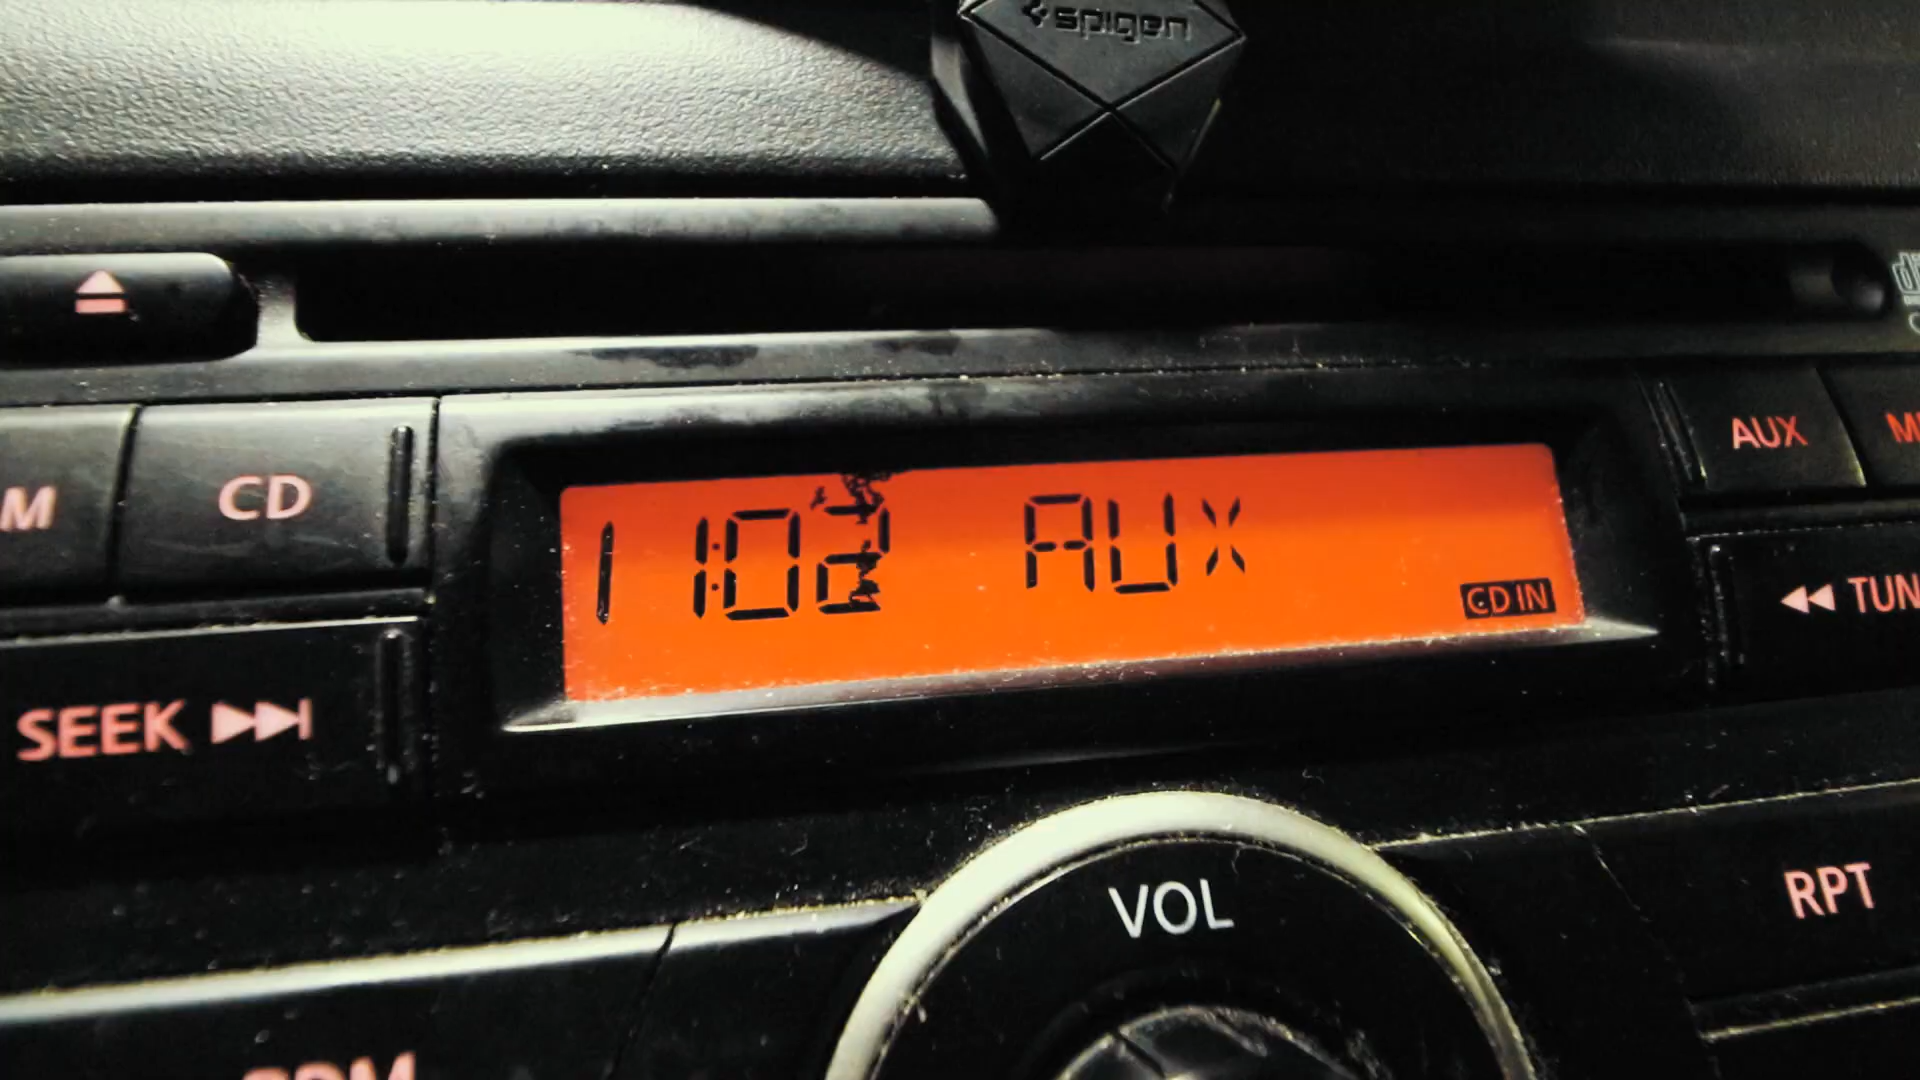 spigen
CD
AUX
11:02 AUX
CD IN
TUN
SEEK
VOL
RPT